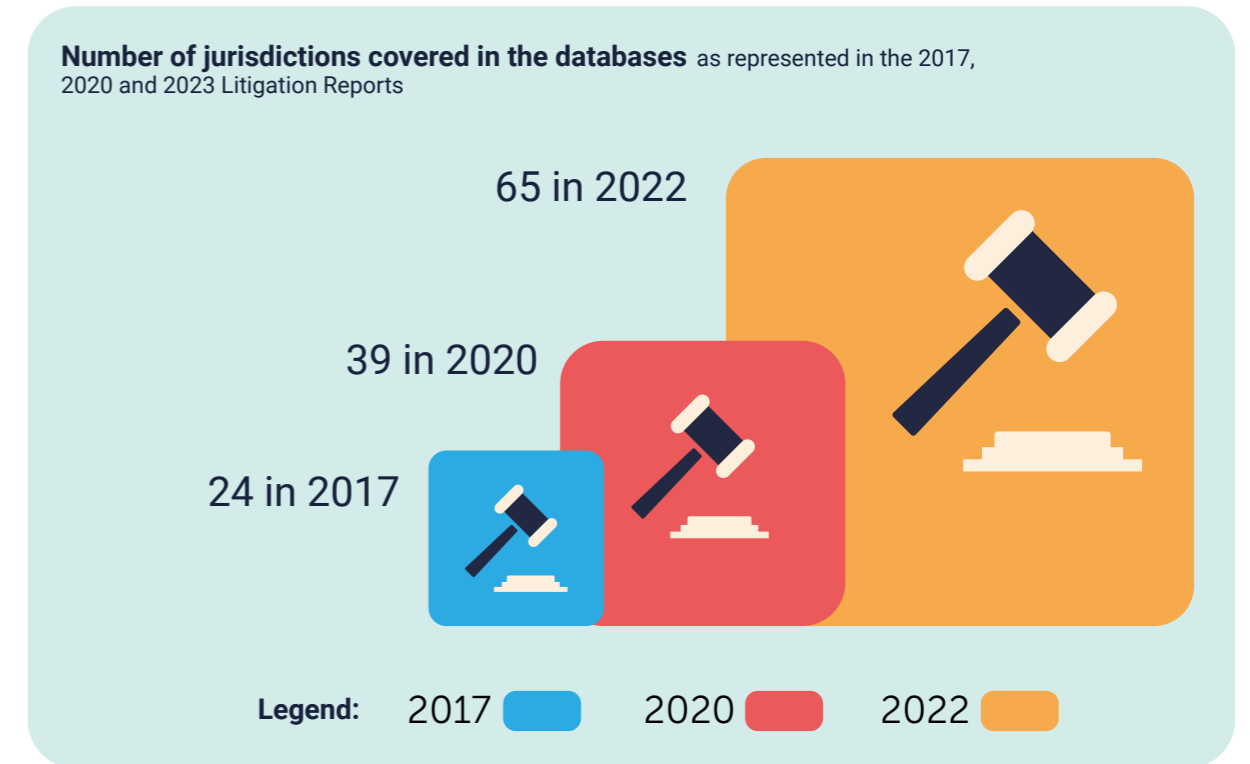 Number of jurisdictions covered in the databases as represented in the 2017,
2020 and 2023 Litigation Reports
65 in 2022
39 in 2020
24 in 2017
Legend: 2017 2020 2022